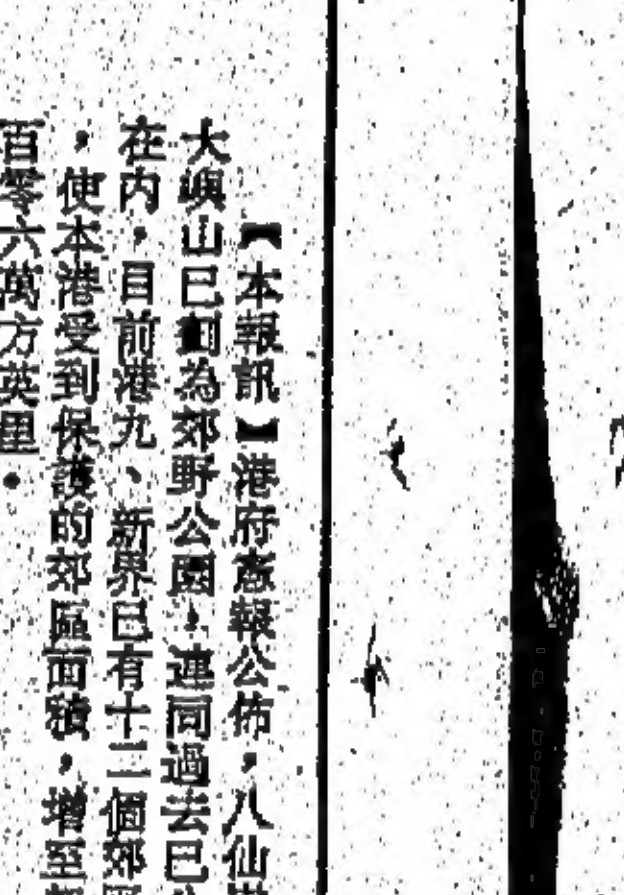 【本報訊】港府憲報公佈，八仙
大嶼山已劃為郊野公園，連同過去已
在内，目前港九、新界已有十二個郊
，使本港受到保護的郊區面積，增至
百零六萬方英里。